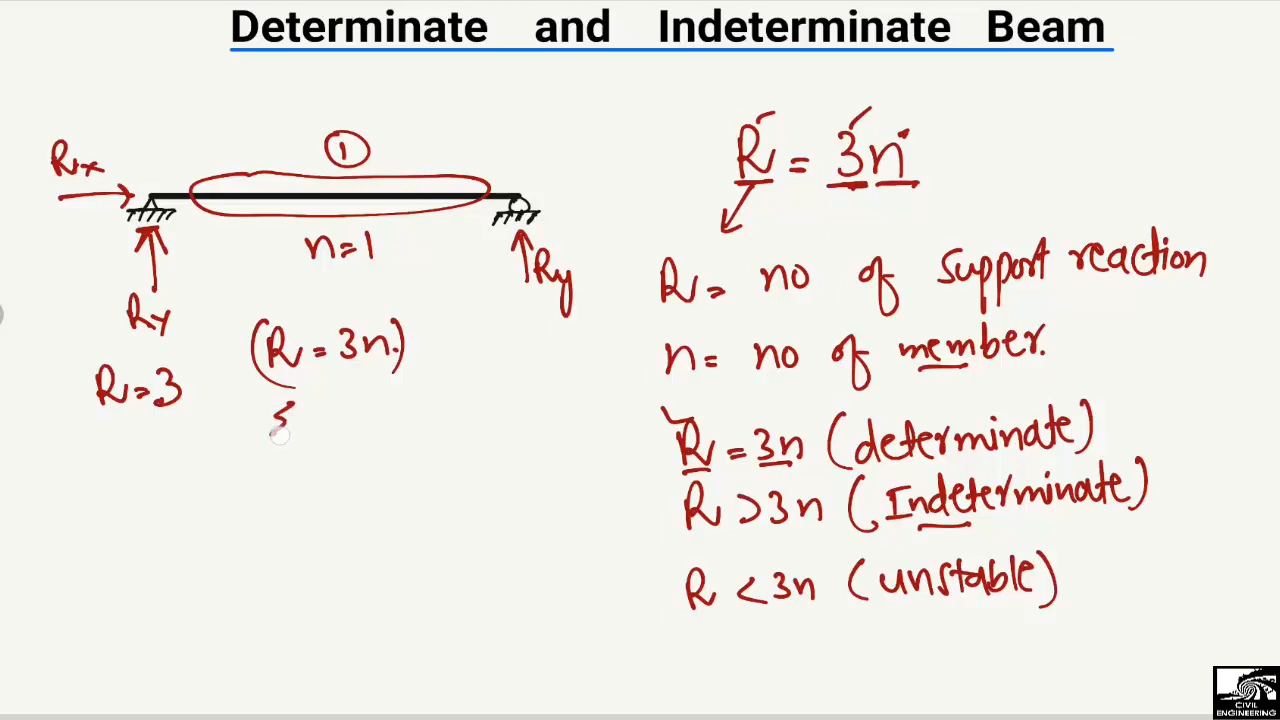 Determinate and Indeterminate Beam
①
Rx
n=1
Ry
Ry
R=3
(R=3n.)
R = 3n
R= no of support reaction
n= no of member.
R = 3n (determinate)
R >3n (Indeterminate)
R <3n (unstable)
CIVIL
ENGINEERING